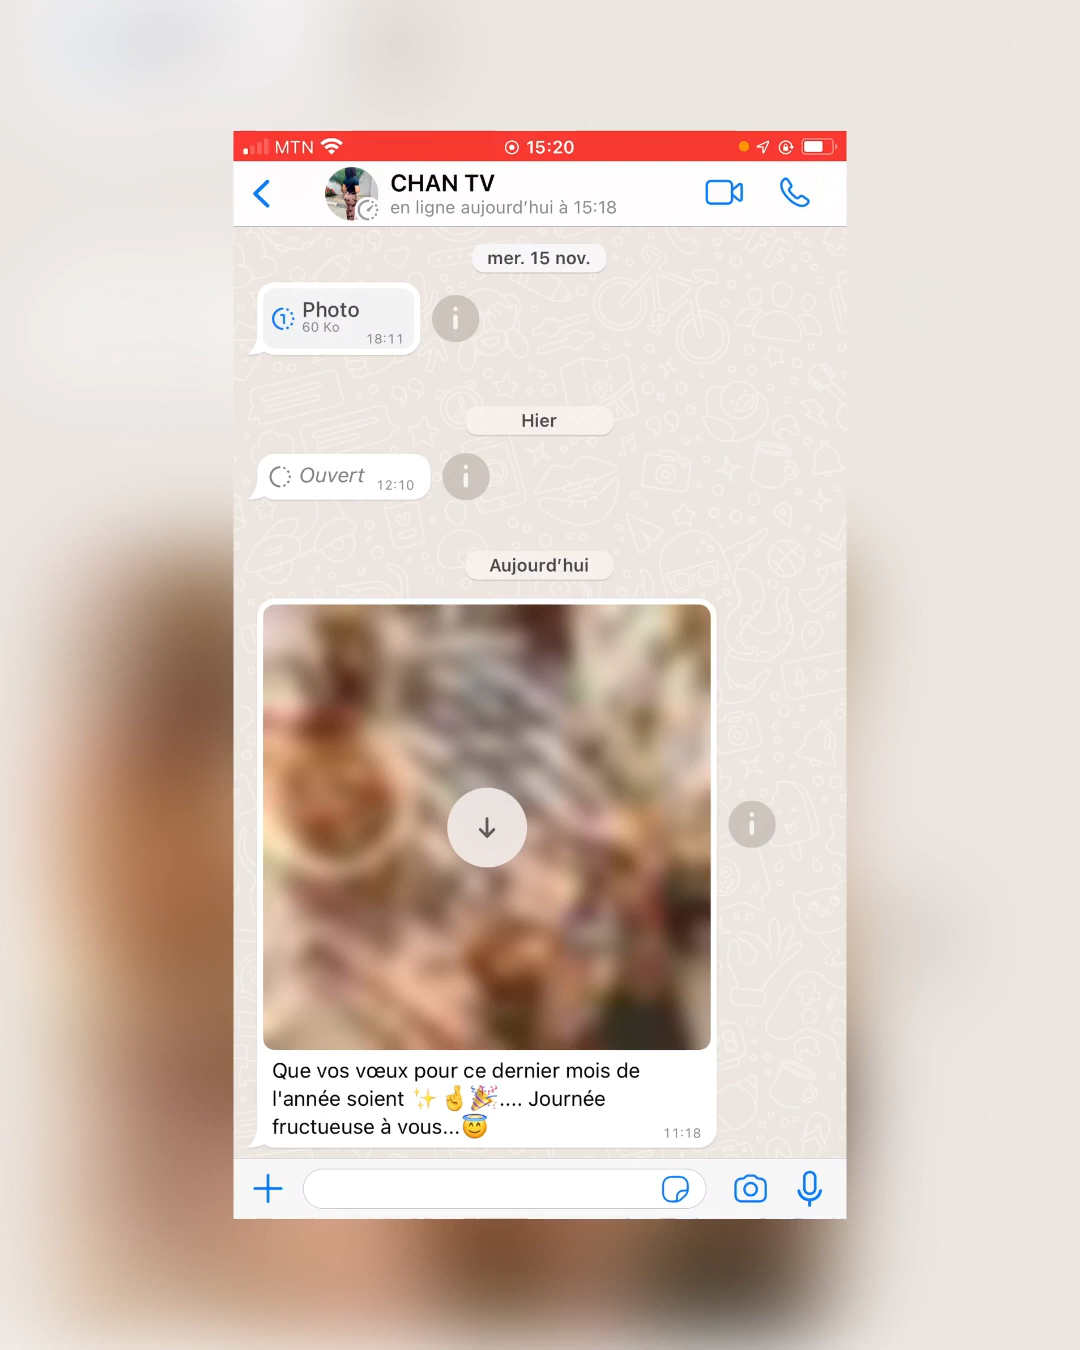 MTN 15:20
CHAN TV
en ligne aujourd’hui à 15:18
mer. 15 nov.
1 Photo
60 Ko
18:11
Hier
Ouvert 12:10
Aujourd’hui
Que vos vœux pour ce dernier mois de
l'année soient ✨🤞🎉.... Journée
fructueuse à vous...😇
11:18